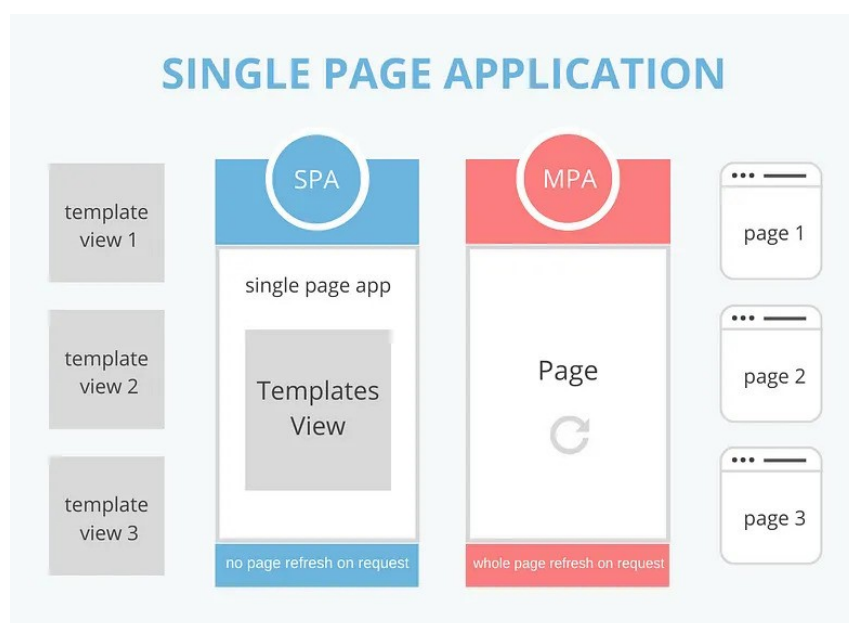 SINGLE PAGE APPLICATION
template
view 1
template
view 2
template
view 3
SPA
single page app
Templates
View
no page refresh on request
MPA
Page
whole page refresh on request
page 1
page 2
page 3